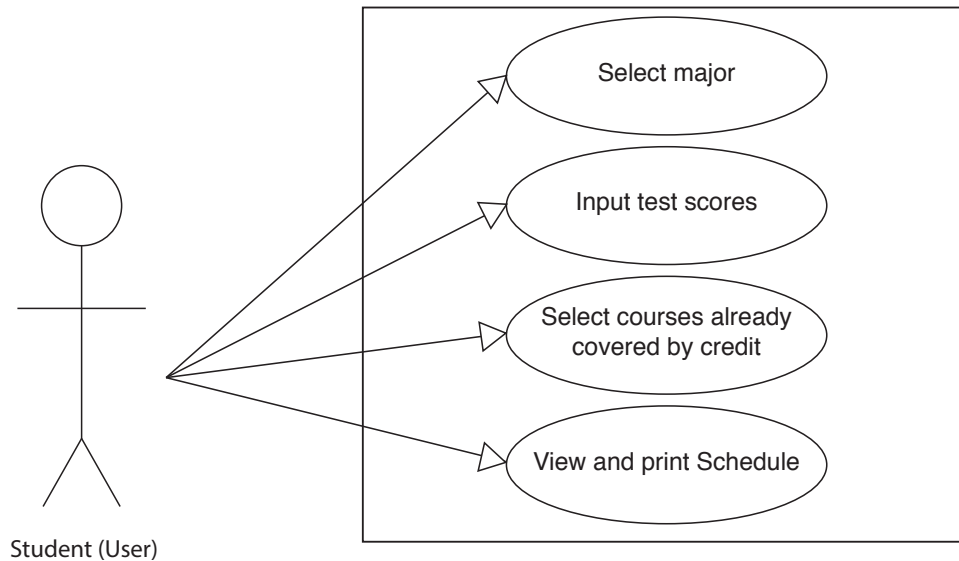 Select major
Input test scores
Select courses already
covered by credit
View and print Schedule
Student (User)